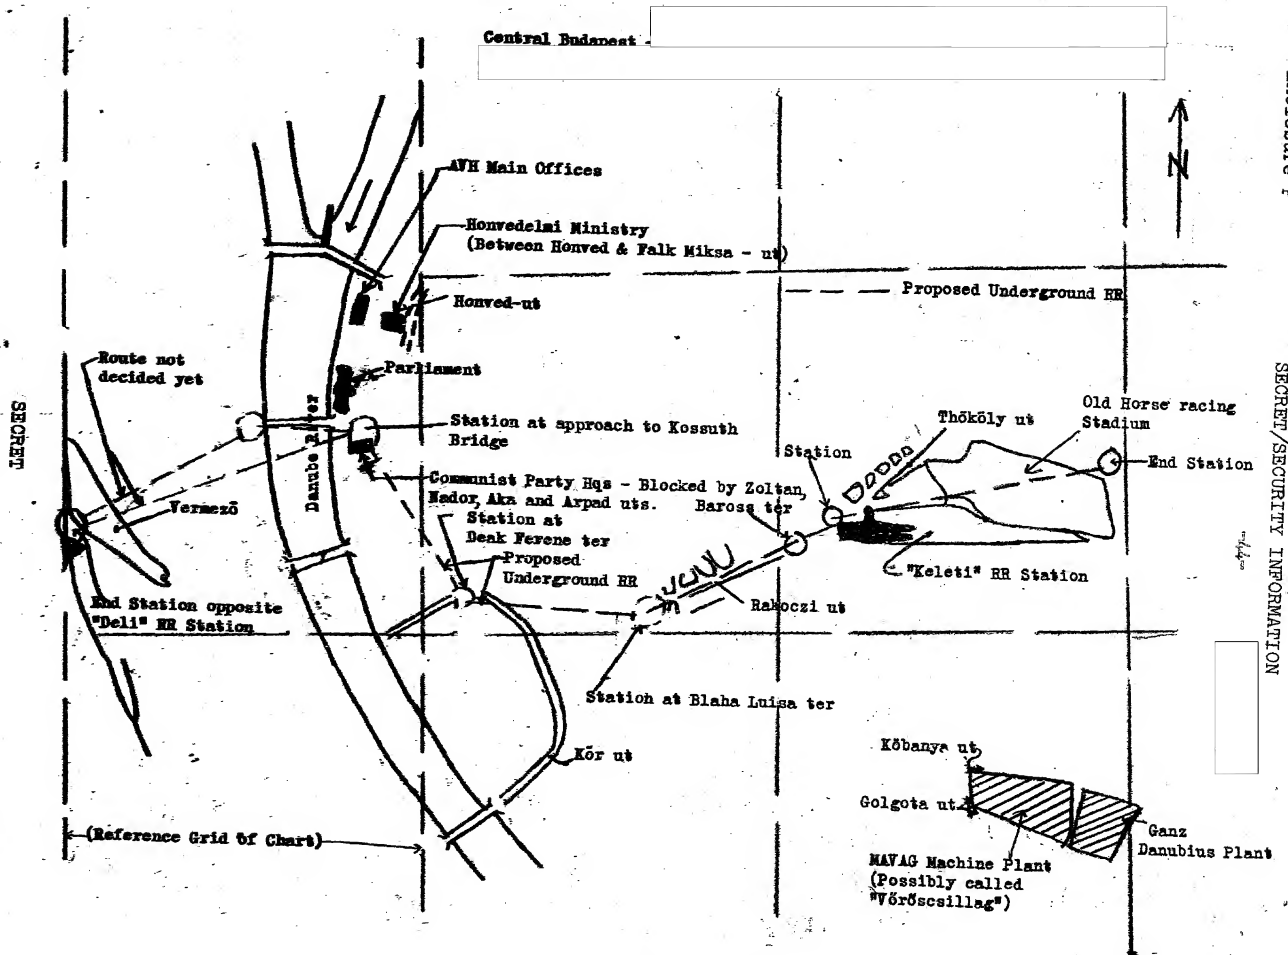 Central Budapest -
SECRET/SECURITY INFORMATION
SECRET
N
AVH Main Offices
Honvedelmi Ministry
(Between Honved & Falk Miksa - ut)
Proposed Underground RR
Honved-ut
Route not
decided yet
Parliament
Danube River
Station at approach to Kossuth
Bridge
Communist Party Hqs - Blocked by Zoltan,
Nador, Aka and Arpad uts.
Station at
Deak Ferenc ter
Proposed
Underground RR
Vermezö
End Station opposite
"Deli" RR Station
Station
Baross ter
Thököly ut
Old Horse racing
Stadium
End Station
"Keleti" RR Station
Rakoczi ut
Station at Blaha Luisa ter
Kőr ut
Kőbanya ut
Golgota ut
MAVAG Machine Plant
(Possibly called
"Vőrőscsillag")
Ganz
Danubius Plant
(Reference Grid of Chart)